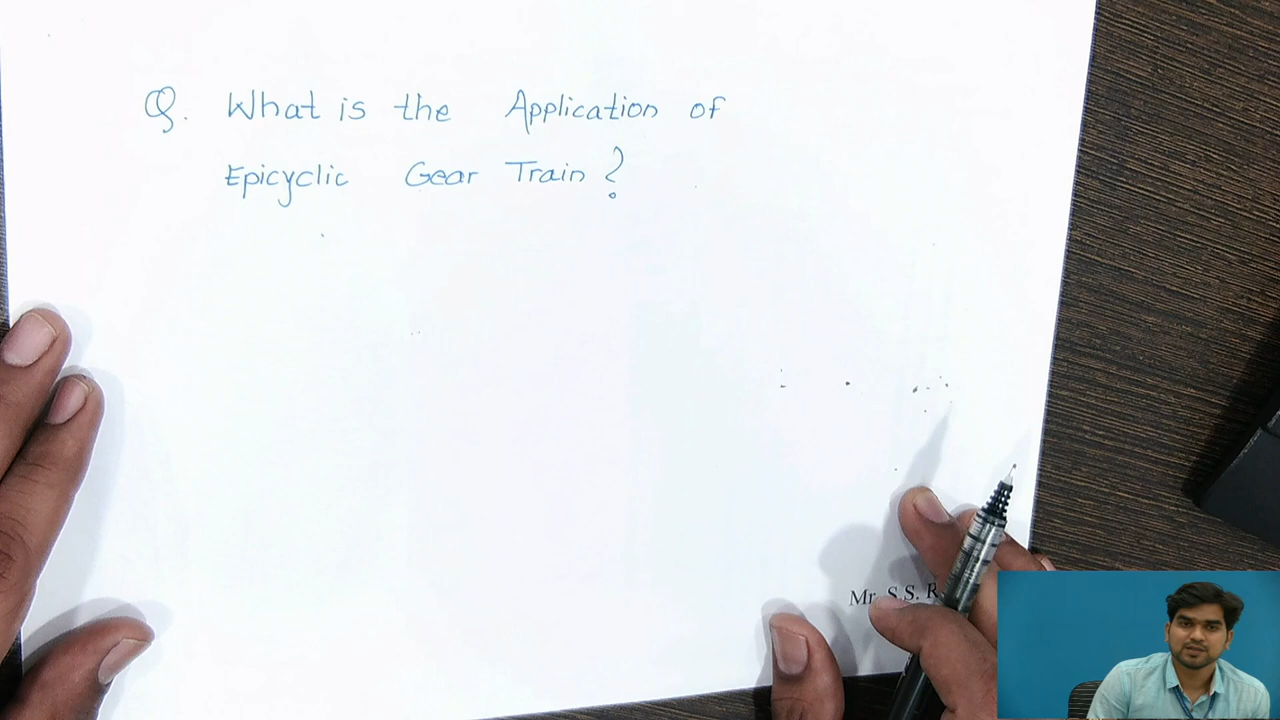 Q. What is the Application of
Epicyclic Gear Train ?
Mr. S.S.